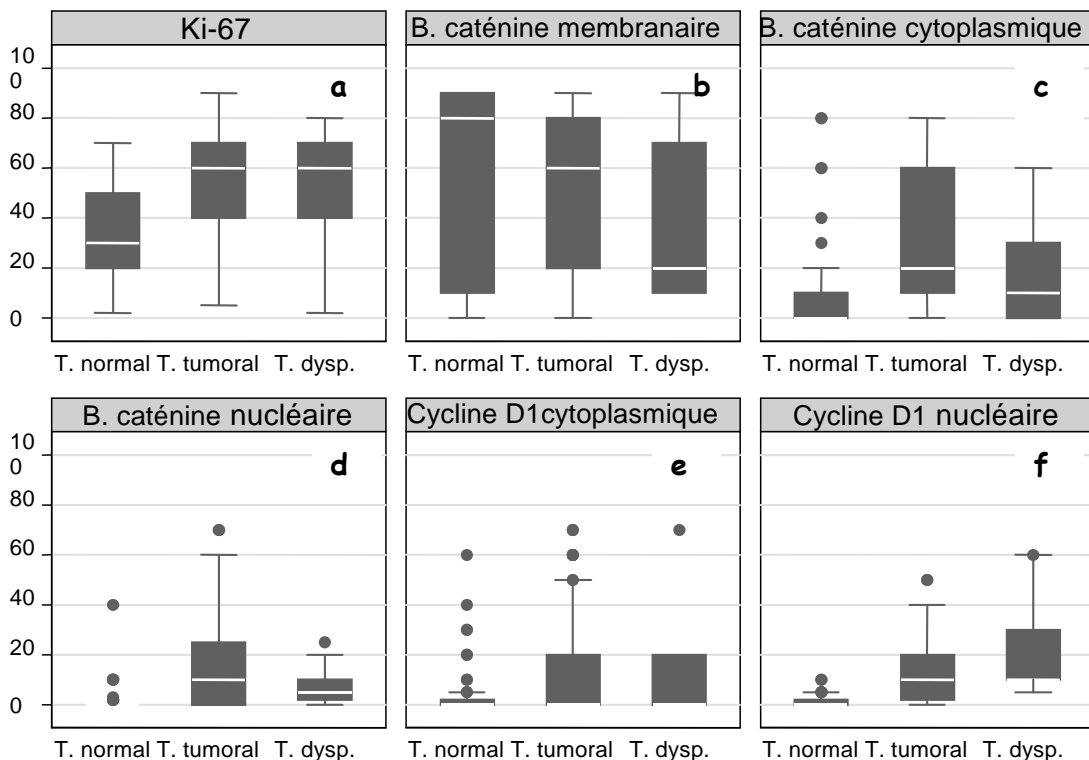 Ki-67
B. caténine membranaire
B. caténine cytoplasmique
10
0
80
60
40
20
0
a
b
c
T. normal T. tumoral T. dysp.
T. normal T. tumoral T. dysp.
T. normal T. tumoral T. dysp.
B. caténine nucléaire
Cycline D1cytoplasmique
Cycline D1 nucléaire
10
0
80
60
40
20
0
d
e
f
T. normal T. tumoral T. dysp.
T. normal T. tumoral T. dysp.
T. normal T. tumoral T. dysp.